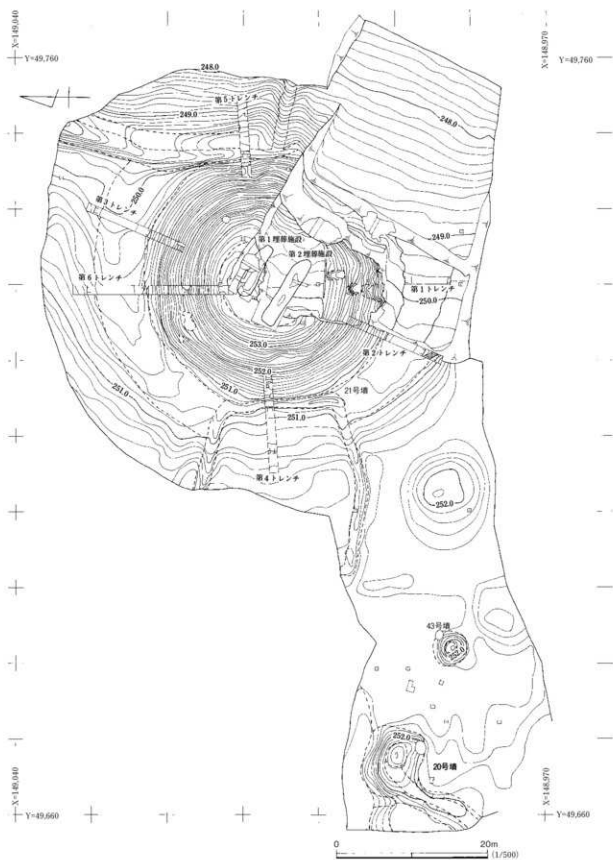 X=149,040
X=148,970
Y=49,760
Y=49,760
248.0
第5トレンチ
249.0
248.0
第3トレンチ
250.0
249.0
第1埋葬施設
第2埋葬施設
第6トレンチ
第1トレンチ
250.0
253.0
第2トレンチ
252.0
251.0
251.0
21号墳
251.0
第4トレンチ
252.0
43号墳
252.0
252.0
20号墳
X=149,040
X=148,970
Y=49,660
Y=49,660
0
20m
(1/500)